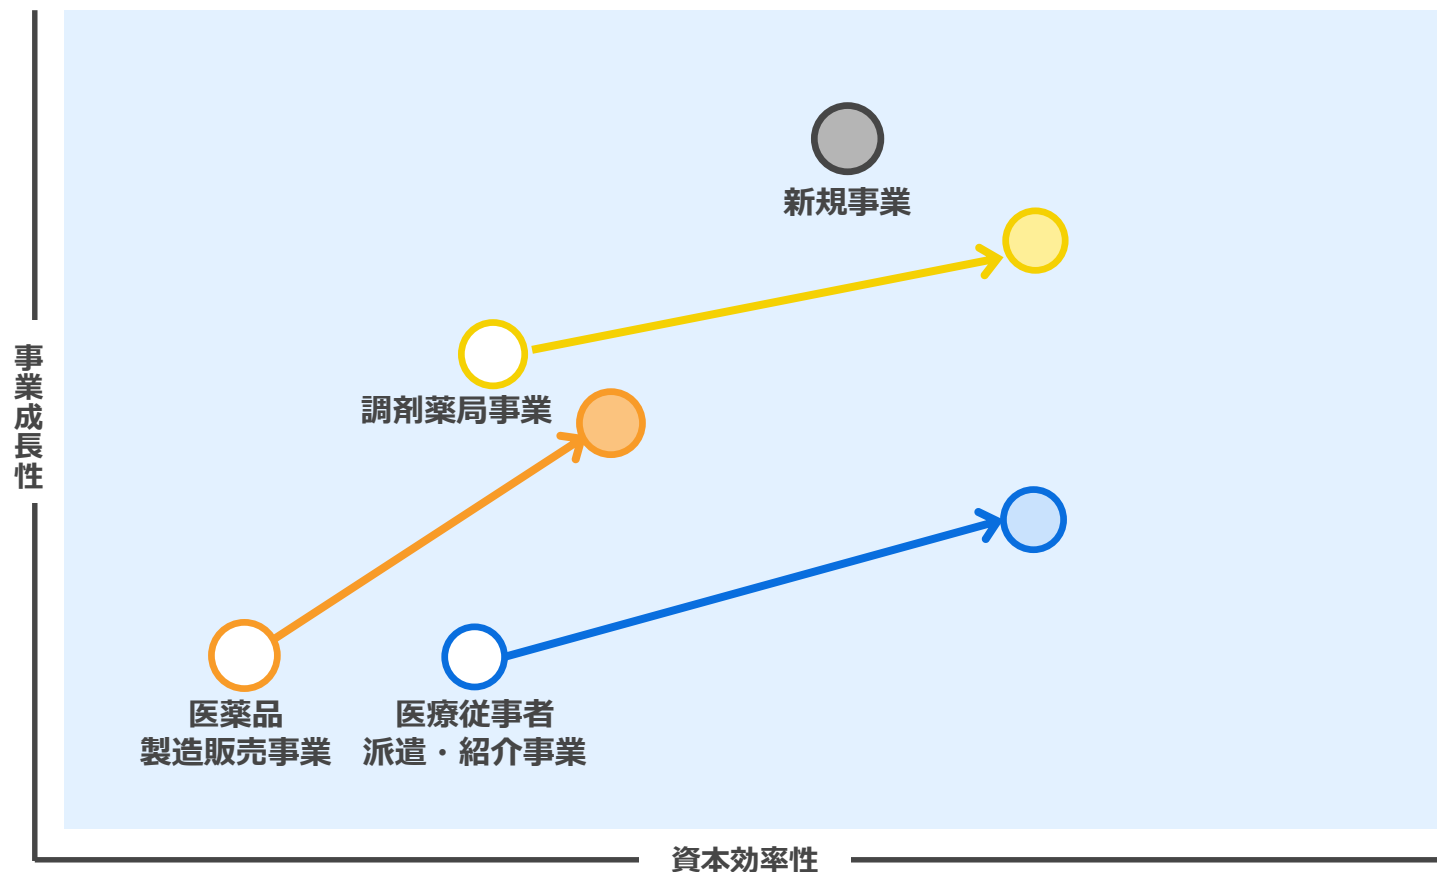 新規事業
調剤薬局事業
事業成長性
医薬品
製造販売事業
医療従事者
派遣・紹介事業
資本効率性